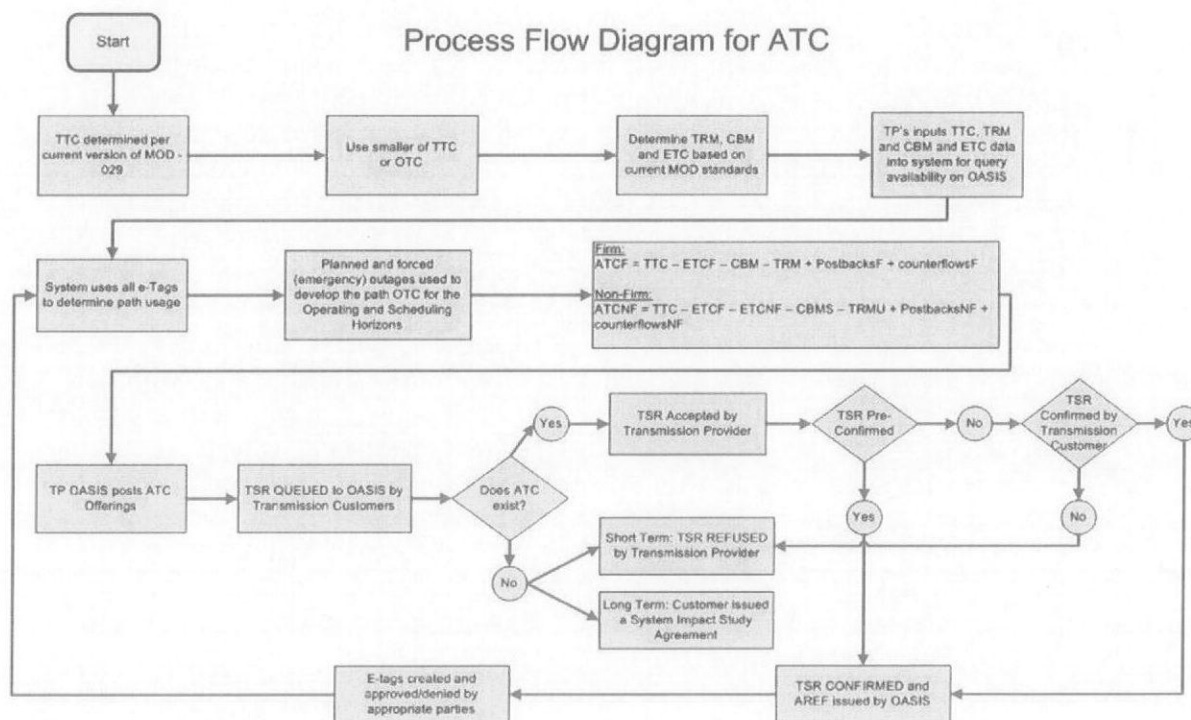 Start
Process Flow Diagram for ATC
TTC determined per
current version of MOD -
029
Use smaller of TTC
or OTC
Determine TRM, CBM
and ETC based on
current MOD standards
TP's inputs TTC, TRM
and CBM and ETC data
into system for query
availability on OASIS
System uses all e-Tags
to determine path usage
Planned and forced
(emergency) outages used to
develop the path OTC for the
Operating and Scheduling
Horizons
Firm:
ATCF = TTC – ETCF – CBM – TRM + PostbacksF + counterflowsF
Non-Firm:
ATCNF = TTC – ETCF – ETCNF – CBMS – TRMU + PostbacksNF +
counterflowsNF
TP OASIS posts ATC
Offerings
TSR QUEUED to OASIS by
Transmission Customers
Does ATC
exist?
Yes
TSR Accepted by
Transmission Provider
TSR Pre-
Confirmed
No
TSR
Confirmed by
Transmission
Customer
Yes
Yes
No
No
Short Term: TSR REFUSED
by Transmission Provider
Long Term: Customer issued
a System Impact Study
Agreement
E-tags created and
approved/denied by
appropriate parties
TSR CONFIRMED and
AREF issued by OASIS